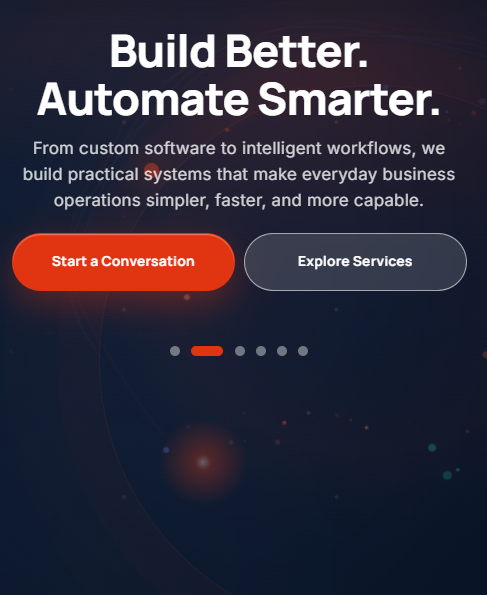 Build Better.
Automate Smarter.
From custom software to intelligent workflows, we
build practical systems that make everyday business
operations simpler, faster, and more capable.
Start a Conversation
Explore Services